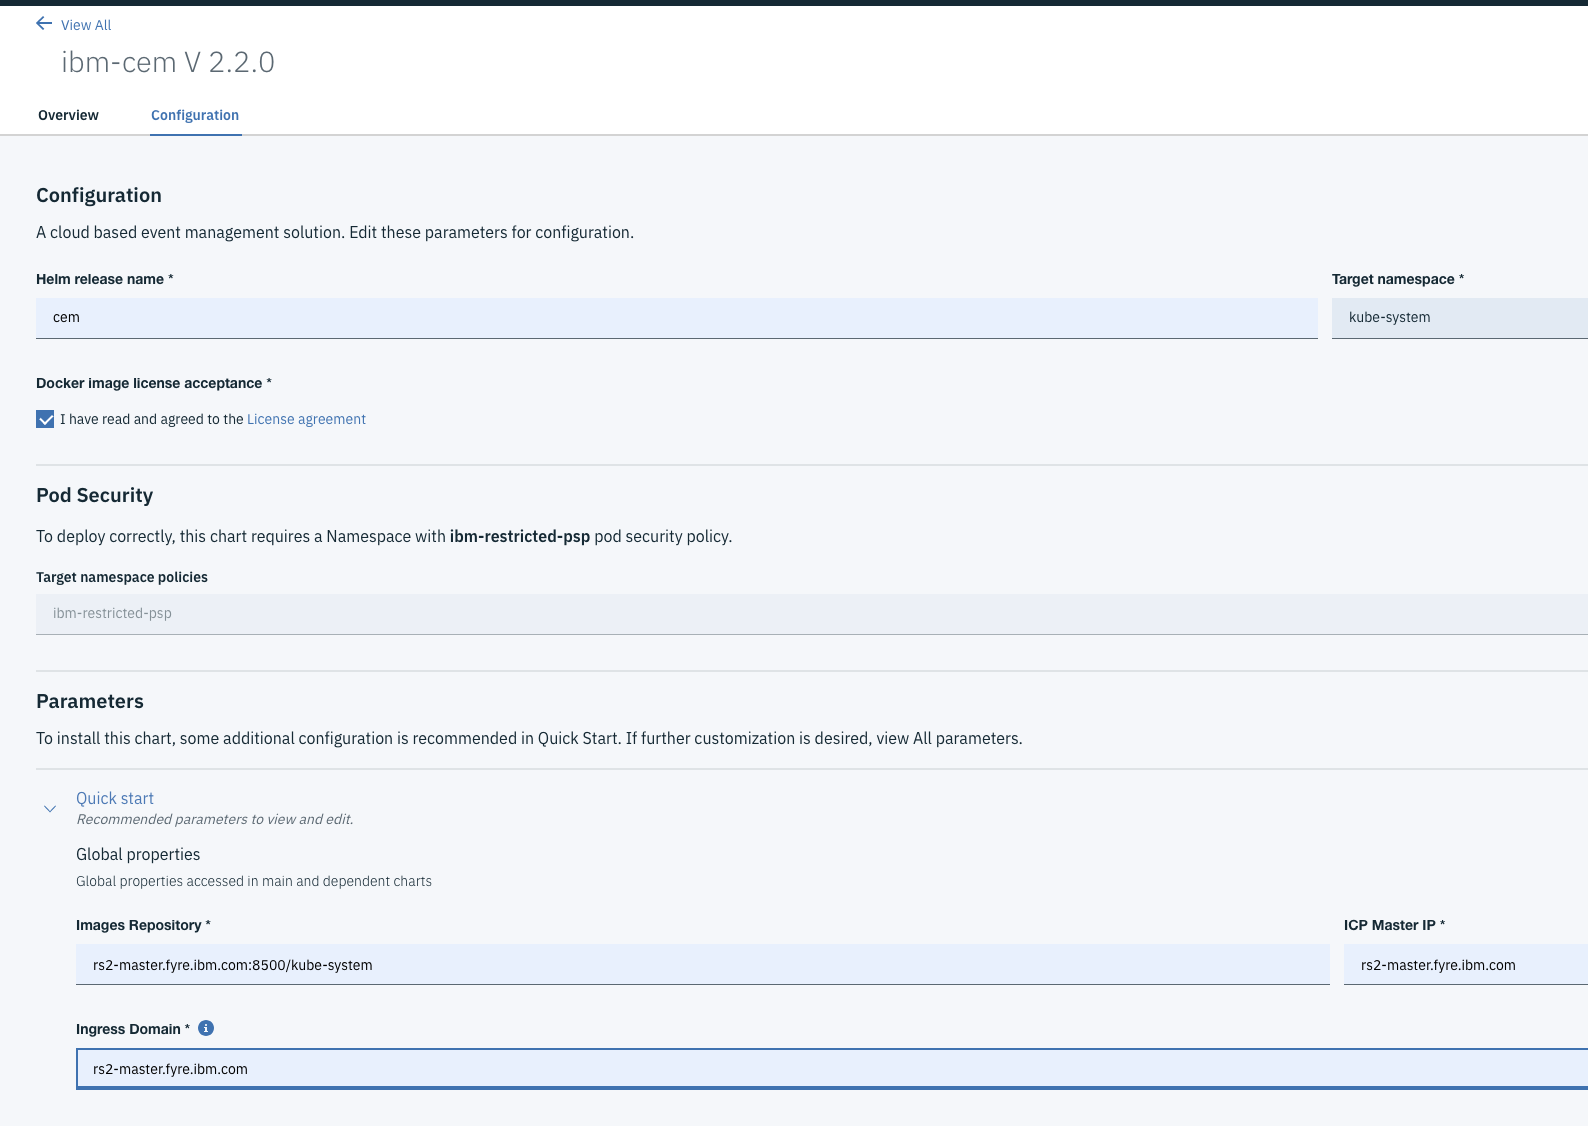 View All
ibm-cem V 2.2.0
Overview
Configuration
Configuration
A cloud based event management solution. Edit these parameters for configuration.
Helm release name *
Target namespace *
cem
kube-system
Docker image license acceptance *
I have read and agreed to the License agreement
Pod Security
To deploy correctly, this chart requires a Namespace with ibm-restricted-psp pod security policy.
Target namespace policies
ibm-restricted-psp
Parameters
To install this chart, some additional configuration is recommended in Quick Start. If further customization is desired, view All parameters.
Quick start
Recommended parameters to view and edit.
Global properties
Global properties accessed in main and dependent charts
Images Repository *
ICP Master IP *
rs2-master.fyre.ibm.com:8500/kube-system
rs2-master.fyre.ibm.com
Ingress Domain *
rs2-master.fyre.ibm.com